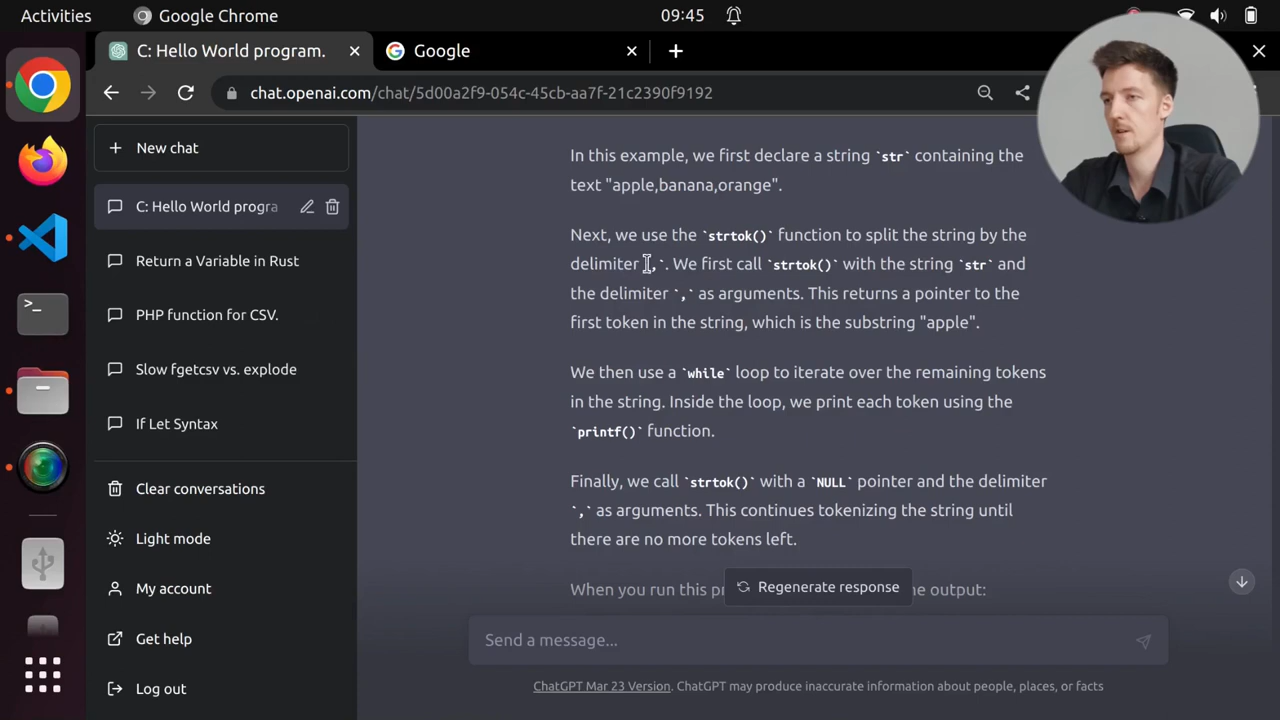 Activities
Google Chrome
09:45
C: Hello World program.
Google
chat.openai.com/chat/5d00a2f9-054c-45cb-aa7f-21c2390f9192
New chat
C: Hello World progra
Return a Variable in Rust
PHP function for CSV.
Slow fgetcsv vs. explode
If Let Syntax
Clear conversations
Light mode
My account
Get help
Log out
In this example, we first declare a string `str` containing the
text "apple,banana,orange".
Next, we use the `strtok()` function to split the string by the
delimiter `,`. We first call `strtok()` with the string `str` and
the delimiter `,` as arguments. This returns a pointer to the
first token in the string, which is the substring "apple".
We then use a `while` loop to iterate over the remaining tokens
in the string. Inside the loop, we print each token using the
`printf()` function.
Finally, we call `strtok()` with a `NULL` pointer and the delimiter
`,` as arguments. This continues tokenizing the string until
there are no more tokens left.
When you run this pr
ne output:
Regenerate response
Send a message...
ChatGPT Mar 23 Version. ChatGPT may produce inaccurate information about people, places, or facts